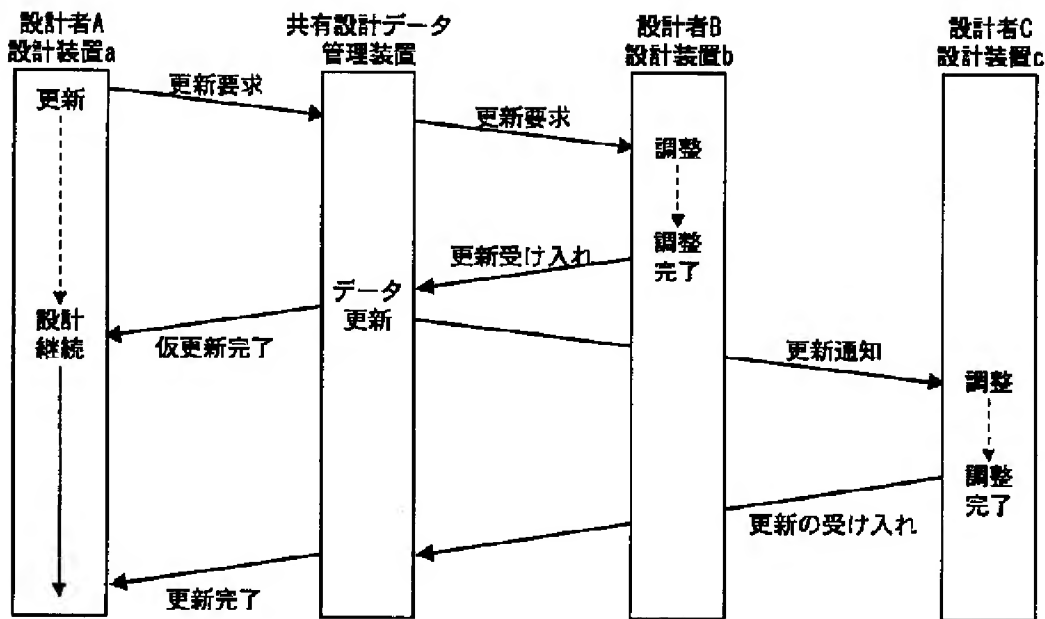 設計者A
設計装置a
共有設計データ
管理装置
設計者B
設計装置b
設計者C
設計装置c
更新
更新要求
更新要求
調整
調整
完了
更新受け入れ
データ
更新
設計
継続
仮更新完了
更新通知
調整
調整
完了
更新の受け入れ
更新完了